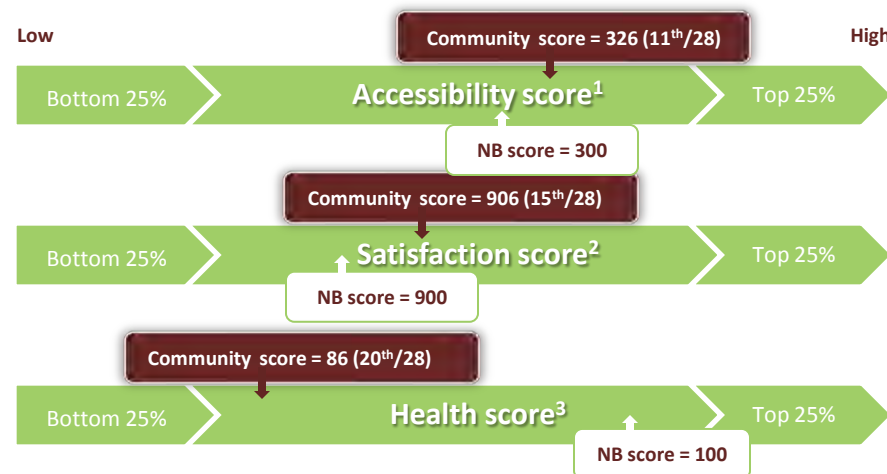 Low
High
Community score = 326 (11th/28)
Bottom 25%
Accessibility score1
Top 25%
NB score = 300
Community score = 906 (15th/28)
Bottom 25%
Satisfaction score2
Top 25%
NB score = 900
Community score = 86 (20th/28)
Bottom 25%
Health score3
Top 25%
NB score = 100